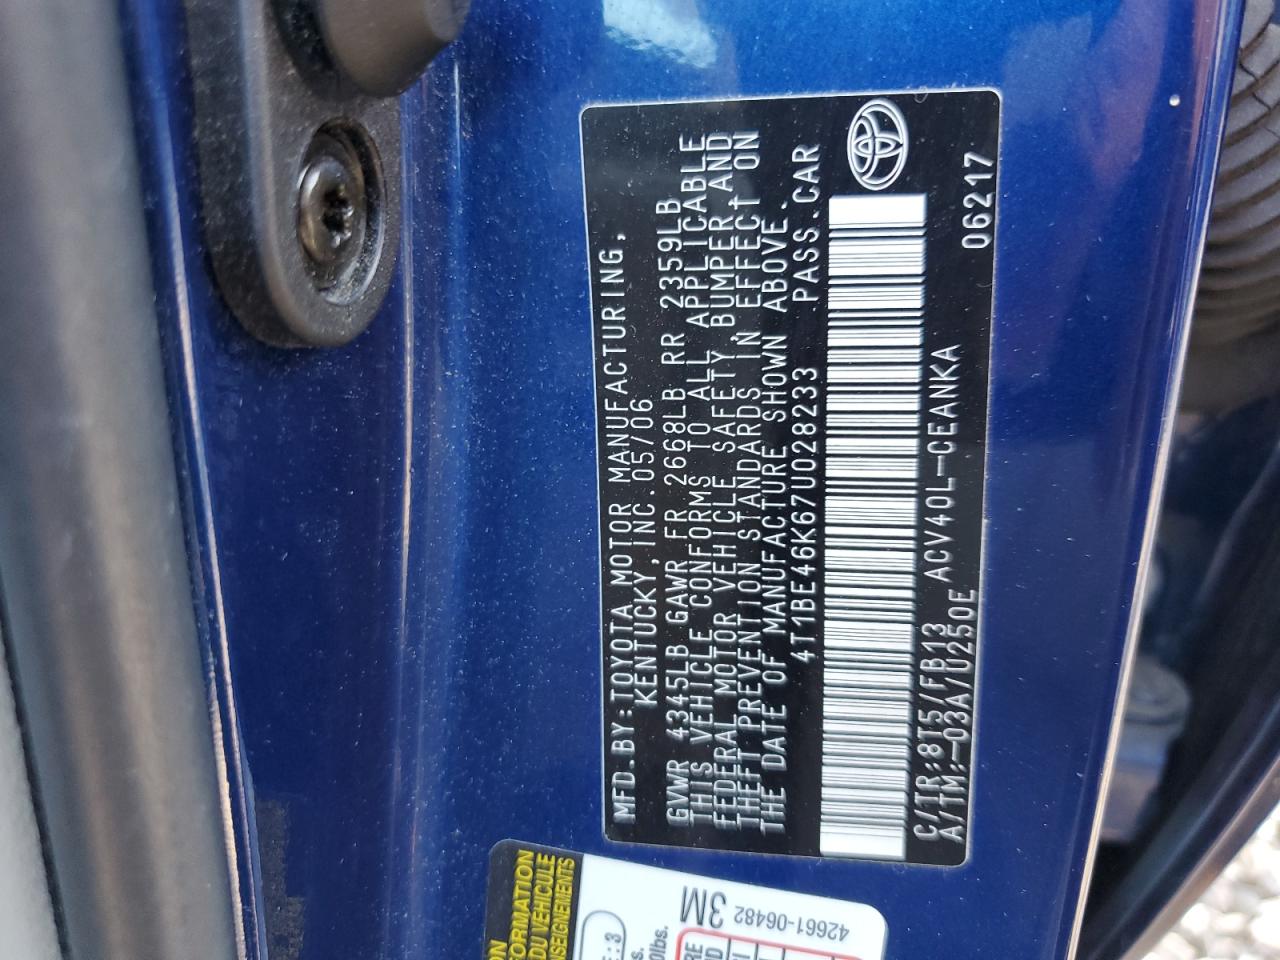 MFD.BY:TOYOTA MOTOR MANUFACTURING,
KENTUCKY,INC.05/06
GVWR 4345LB GAWR FR 2668LB RR 2359LB
THIS VEHICLE CONFORMS TO ALL APPLICABLE
FEDERAL MOTOR VEHICLE SAFETY,BUMPER,AND
THEFT PREVENTION STANDARDS IN EFFECT ON
THE DATE OF MANUFACTURE SHOWN ABOVE.
4T1BE46K67U028233 PASS.CAR
C/TR:8T5/FB13 ACV40L-CEANKA 06217
A/TM:-03A/U250E
DU VÉHICULE
3M
42661-06482